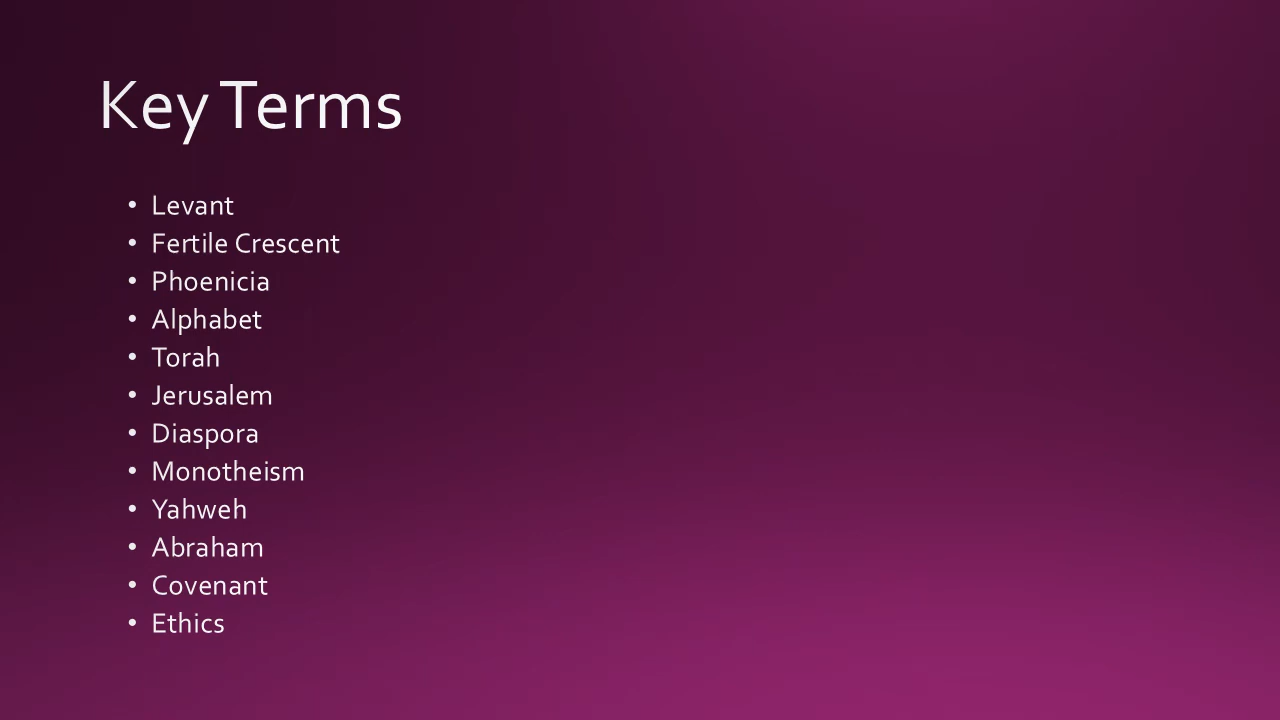 Key Terms
• Levant
• Fertile Crescent
• Phoenicia
• Alphabet
• Torah
• Jerusalem
• Diaspora
• Monotheism
• Yahweh
• Abraham
• Covenant
• Ethics